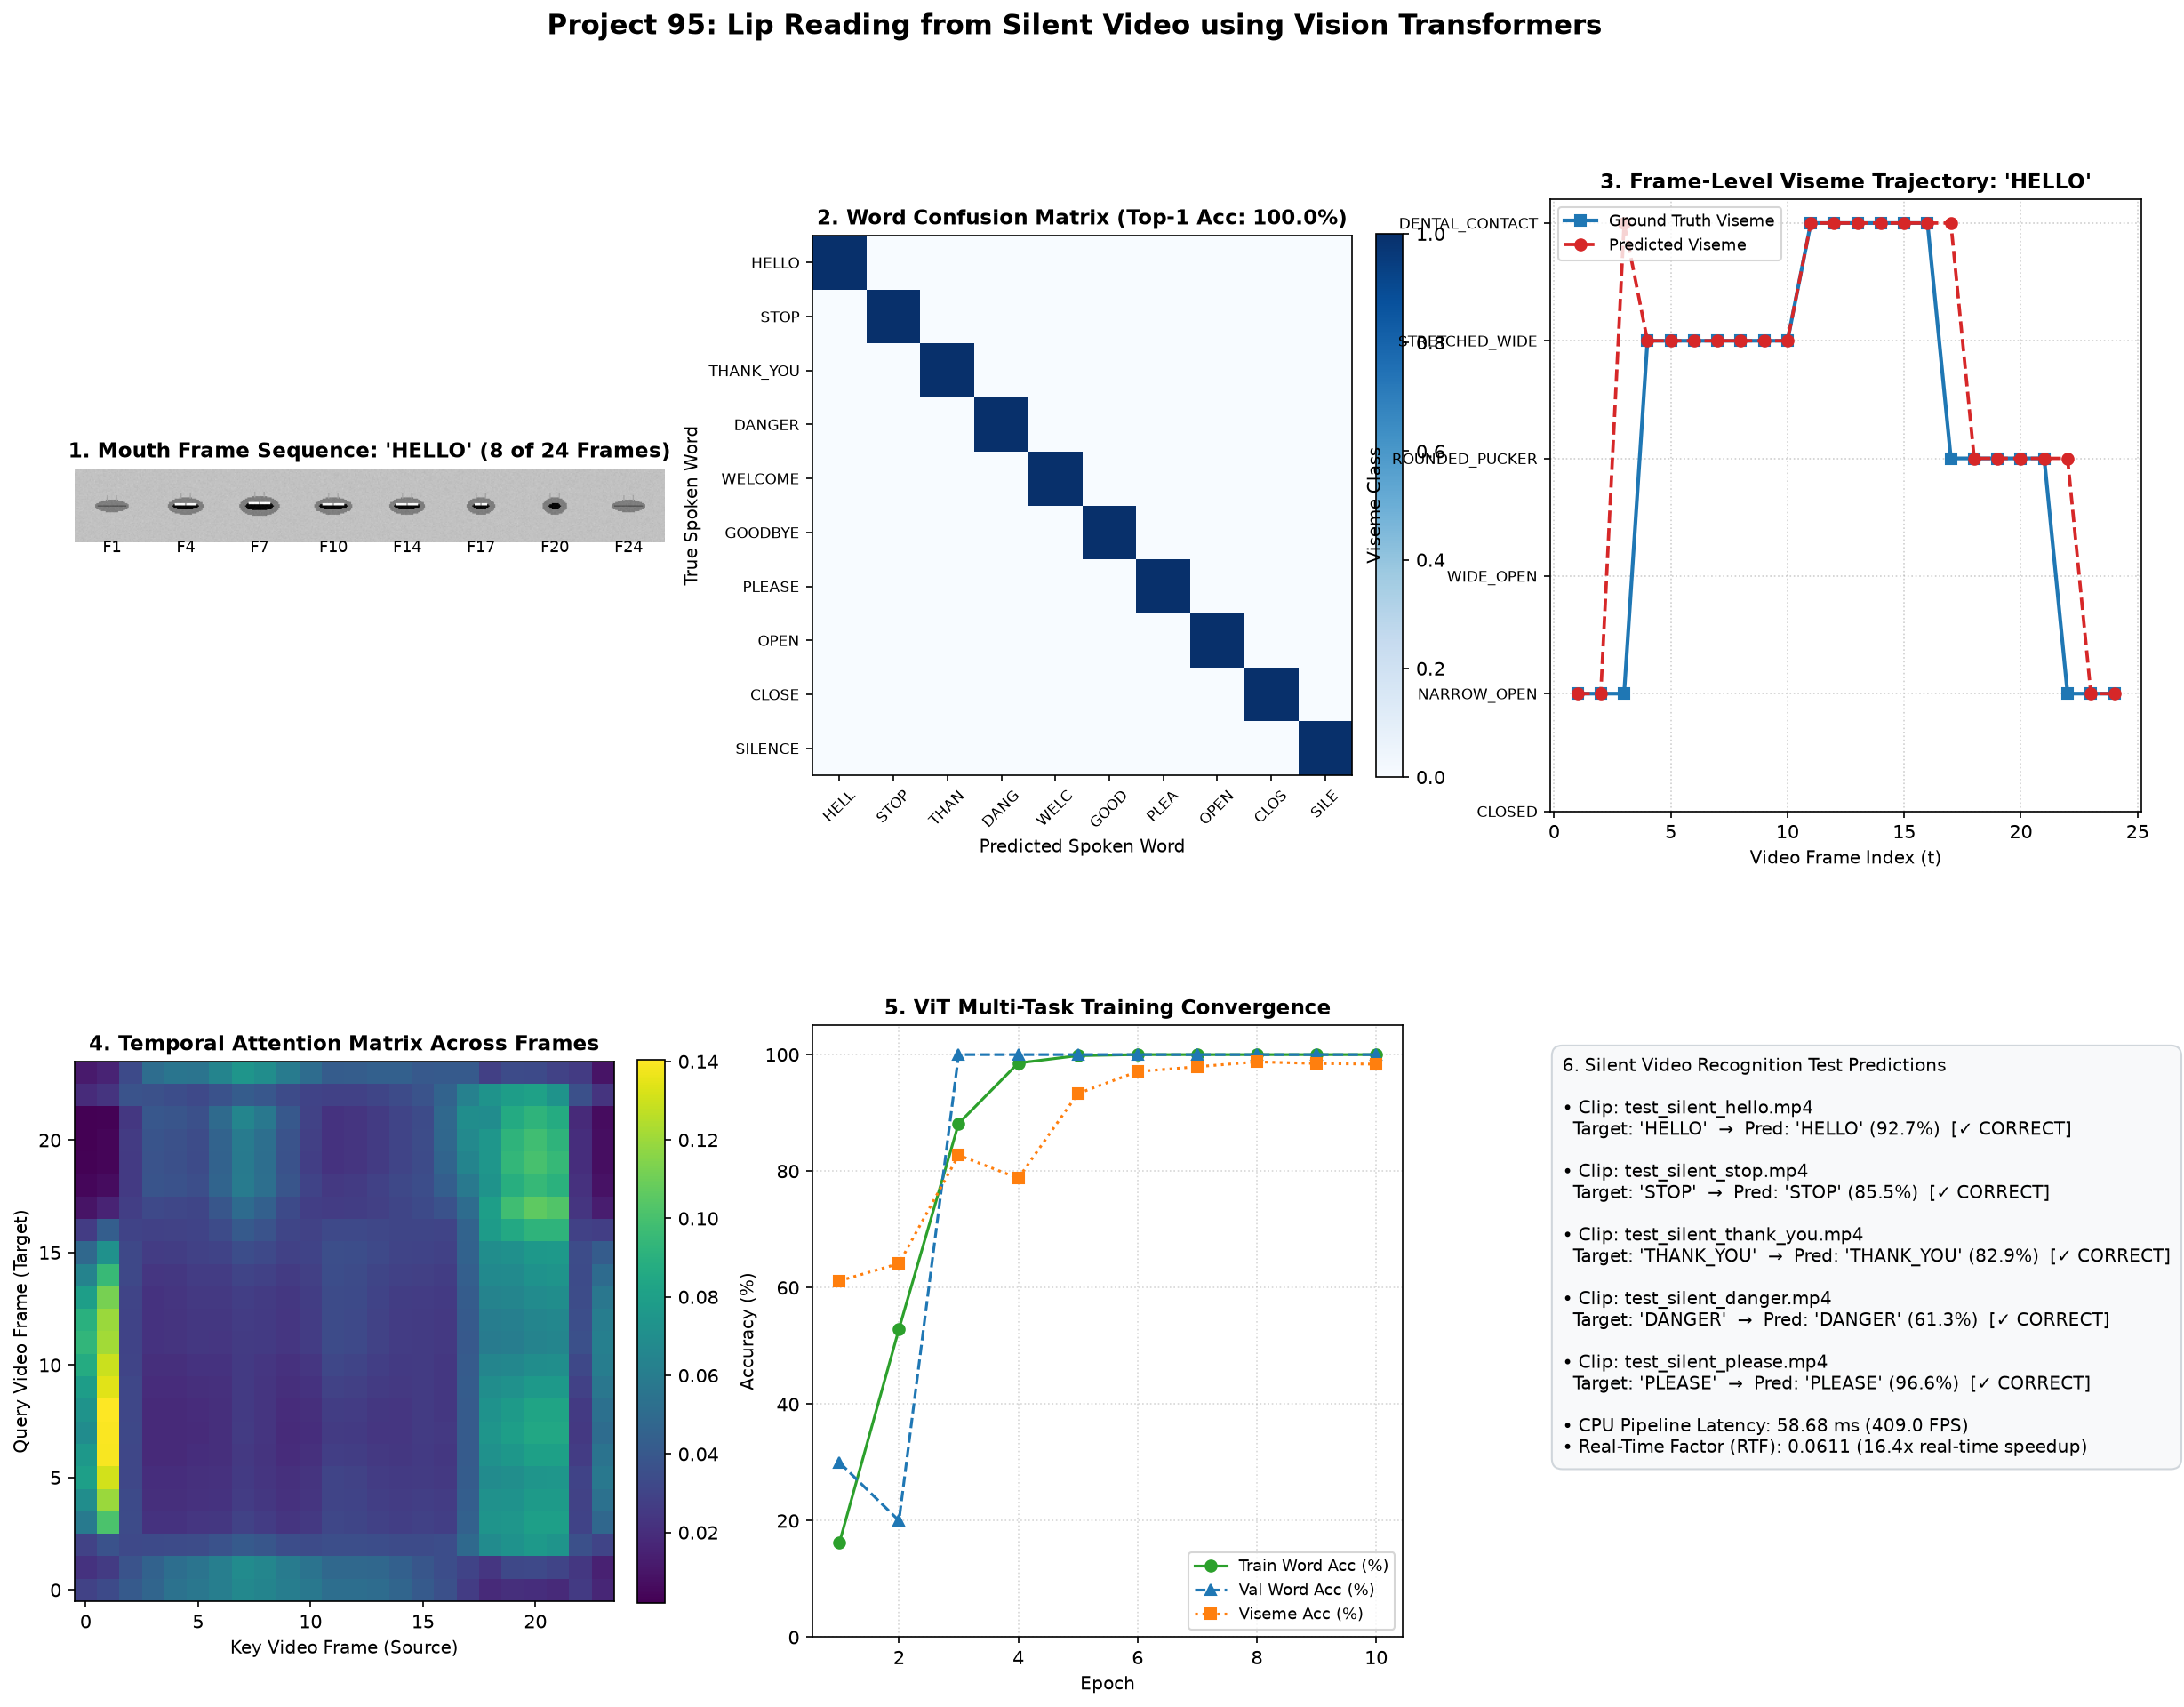 Project 95: Lip Reading from Silent Video using Vision Transformers
1. Mouth Frame Sequence: 'HELLO' (8 of 24 Frames)
F1 F4 F7 F10 F14 F17 F20 F24
2. Word Confusion Matrix (Top-1 Acc: 100.0%)
True Spoken Word
HELLO
STOP
THANK_YOU
DANGER
WELCOME
GOODBYE
PLEASE
OPEN
CLOSE
SILENCE
HELL STOP THAN DANG WELC GOOD PLEA OPEN CLOS SILE
Predicted Spoken Word
1.0
0.8
0.6
0.4
0.2
0.0
3. Frame-Level Viseme Trajectory: 'HELLO'
Ground Truth Viseme
Predicted Viseme
Viseme Class
DENTAL_CONTACT
STRETCHED_WIDE
ROUNDED_PUCKER
WIDE_OPEN
NARROW_OPEN
CLOSED
0 5 10 15 20 25
Video Frame Index (t)
4. Temporal Attention Matrix Across Frames
Query Video Frame (Target)
20
15
10
5
0
0 5 10 15 20
Key Video Frame (Source)
0.14
0.12
0.10
0.08
0.06
0.04
0.02
5. ViT Multi-Task Training Convergence
Accuracy (%)
100
80
60
40
20
0
Train Word Acc (%)
Val Word Acc (%)
Viseme Acc (%)
2 4 6 8 10
Epoch
6. Silent Video Recognition Test Predictions
• Clip: test_silent_hello.mp4
Target: 'HELLO' → Pred: 'HELLO' (92.7%) [✓ CORRECT]
• Clip: test_silent_stop.mp4
Target: 'STOP' → Pred: 'STOP' (85.5%) [✓ CORRECT]
• Clip: test_silent_thank_you.mp4
Target: 'THANK_YOU' → Pred: 'THANK_YOU' (82.9%) [✓ CORRECT]
• Clip: test_silent_danger.mp4
Target: 'DANGER' → Pred: 'DANGER' (61.3%) [✓ CORRECT]
• Clip: test_silent_please.mp4
Target: 'PLEASE' → Pred: 'PLEASE' (96.6%) [✓ CORRECT]
• CPU Pipeline Latency: 58.68 ms (409.0 FPS)
• Real-Time Factor (RTF): 0.0611 (16.4x real-time speedup)